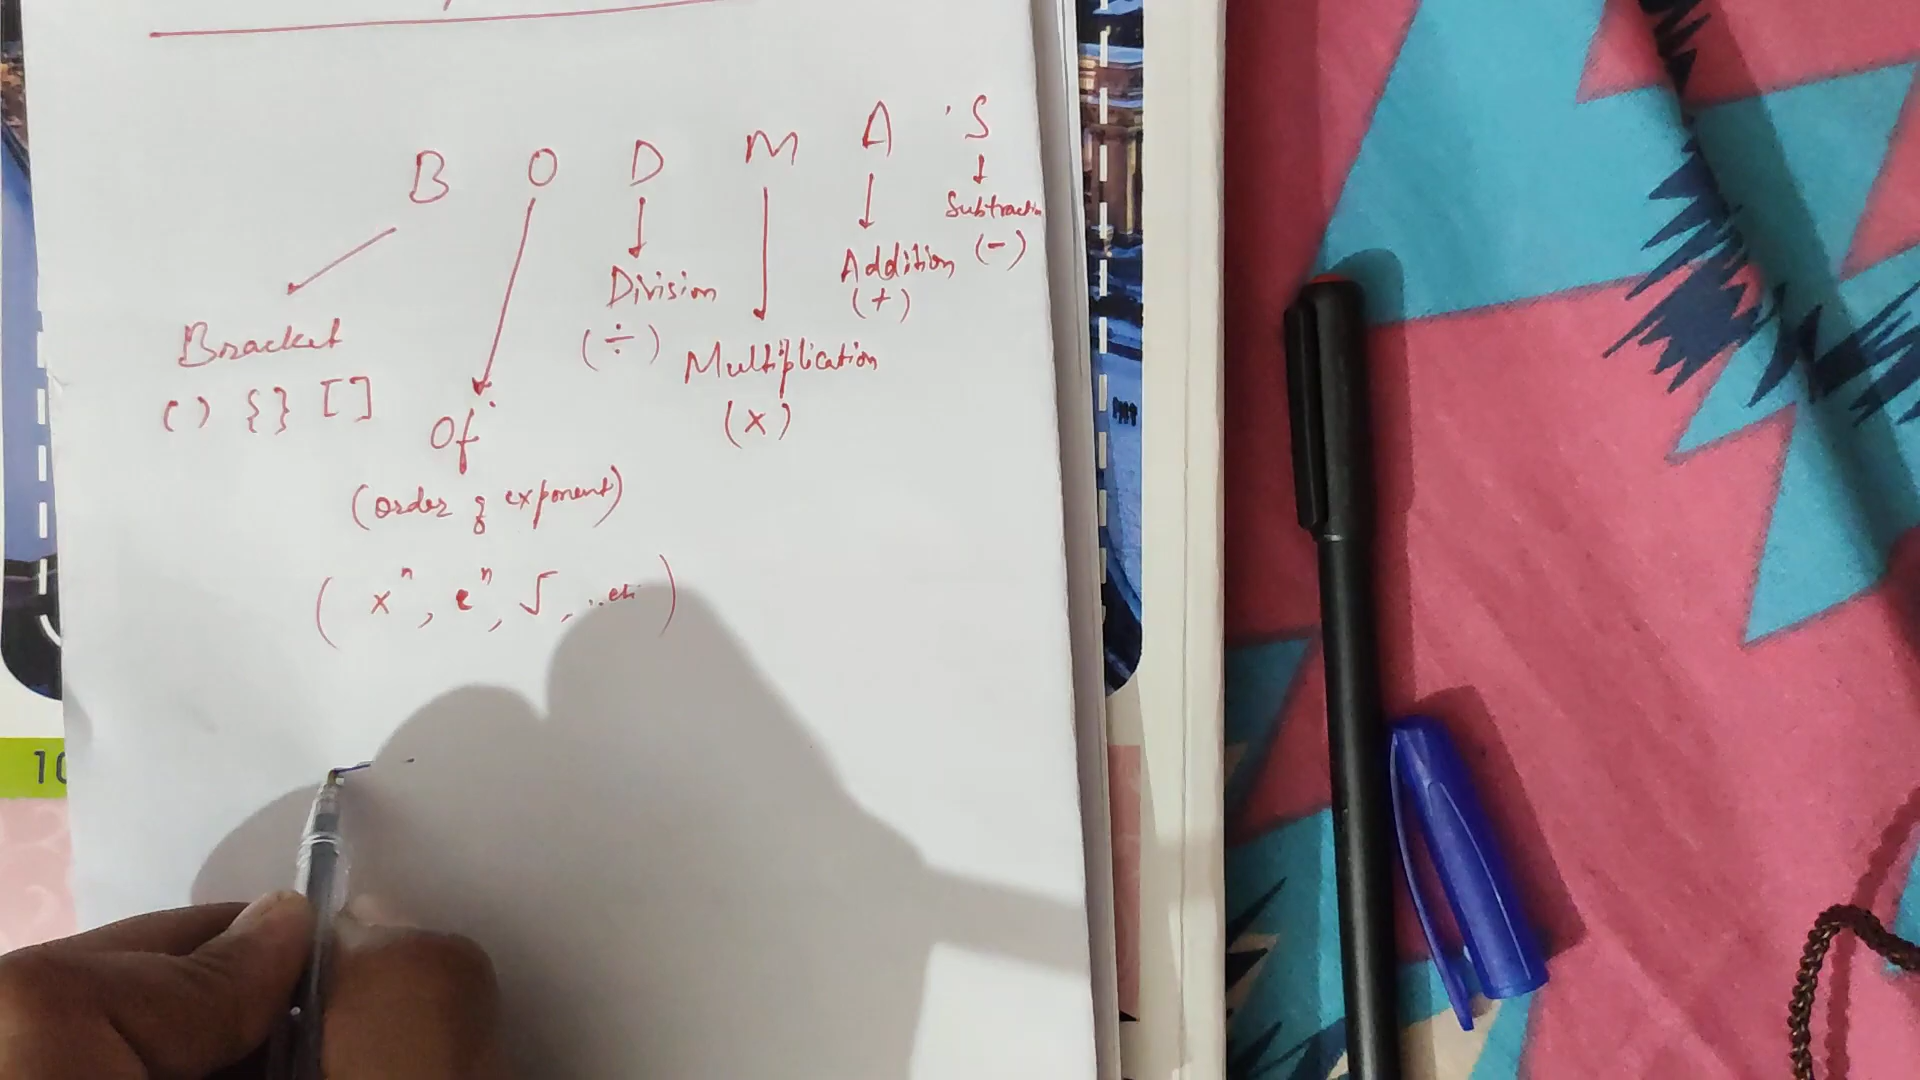 B O D M A S
Subtraction
(-)
Addition
(+)
Division
(÷)
Multiplication
(x)
Bracket
() {} []
Of
(order of exponent)
( xⁿ, eⁿ, √, ..etc )
10